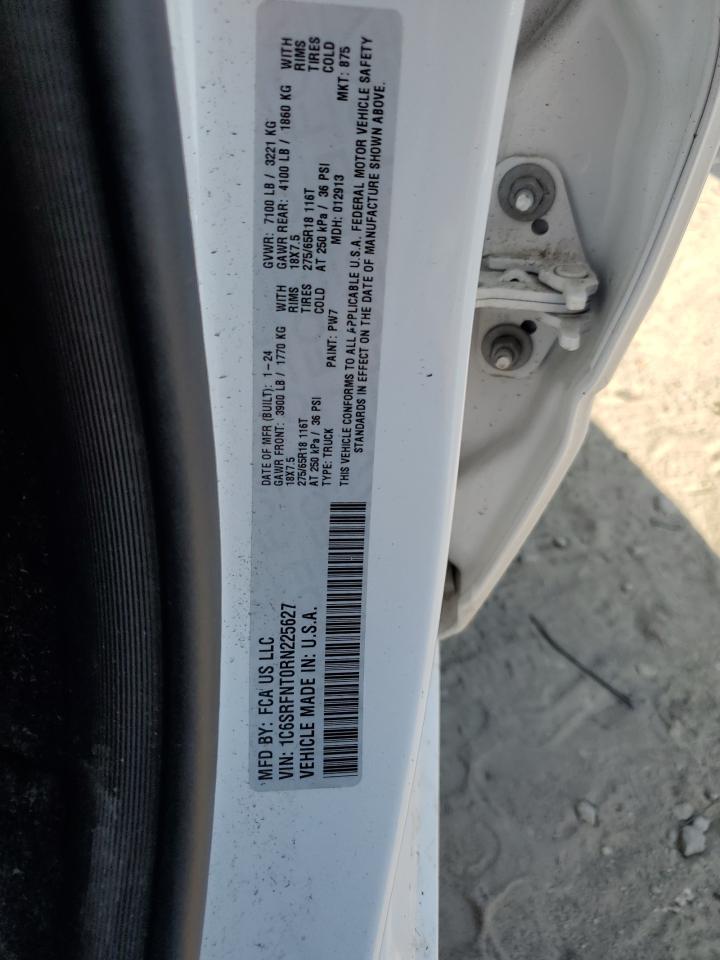 MFD BY: FCA US LLC
DATE OF MFR (BUILT): 1-24
GVWR: 7100 LB / 3221 KG
GAWR FRONT: 3900 LB / 1770 KG WITH
GAWR REAR: 4100 LB / 1860 KG WITH
18X7.5 RIMS
18X7.5 RIMS
275/65R18 116T TIRES
275/65R18 116T TIRES
AT 250 kPa / 36 PSI COLD
AT 250 kPa / 36 PSI COLD
VIN: 1C6SRFNT0RN225627
TYPE: TRUCK
PAINT: PW7
MDH: 012913
MKT: 875
VEHICLE MADE IN: U.S.A.
THIS VEHICLE CONFORMS TO ALL APPLICABLE U.S.A. FEDERAL MOTOR VEHICLE SAFETY
STANDARDS IN EFFECT ON THE DATE OF MANUFACTURE SHOWN ABOVE.